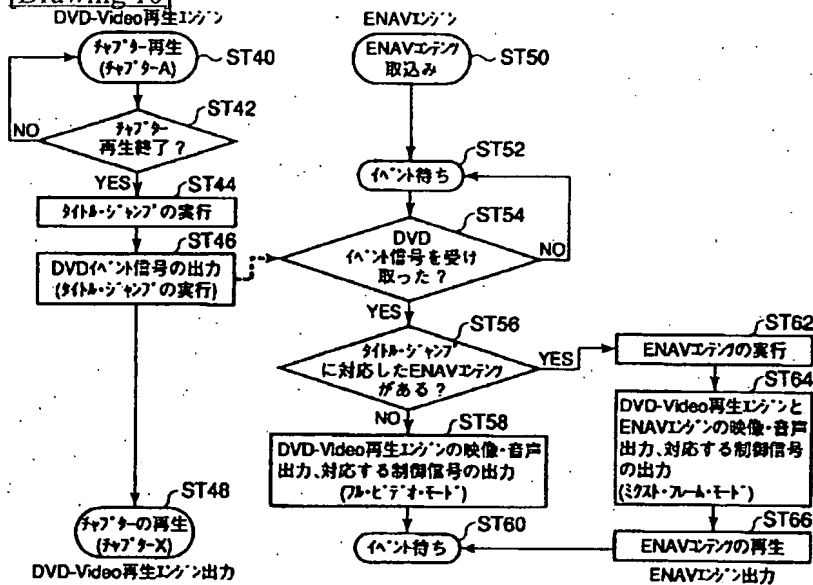 [Drawing 10]
DVD-Video再生ｴﾝｼﾞﾝ
ﾁｬﾌﾟﾀｰ再生
(ﾁｬﾌﾟﾀｰA)
ST40
ST42
ﾁｬﾌﾟﾀｰ
再生終了？
NO
YES
ST44
ﾀｲﾄﾙ・ｼﾞｬﾝﾌﾟの実行
ST46
DVDｲﾍﾞﾝﾄ信号の出力
(ﾀｲﾄﾙ・ｼﾞｬﾝﾌﾟの実行)
ST48
ﾁｬﾌﾟﾀｰの再生
(ﾁｬﾌﾟﾀｰX)
DVD-Video再生ｴﾝｼﾞﾝ出力
ENAVｴﾝｼﾞﾝ
ENAVｺﾝﾃﾝﾂ
取込み
ST50
ST52
ｲﾍﾞﾝﾄ待ち
ST54
DVD
ｲﾍﾞﾝﾄ信号を受け
取った？
NO
YES
ST56
ﾀｲﾄﾙ・ｼﾞｬﾝﾌﾟ
に対応したENAVｺﾝﾃﾝﾂ
がある？
YES
NO
ST58
DVD-Video再生ｴﾝｼﾞﾝの映像・音声
出力、対応する制御信号の出力
(ﾌﾙ・ﾋﾞﾃﾞｵ・ﾓｰﾄﾞ)
ST60
ｲﾍﾞﾝﾄ待ち
ST62
ENAVｺﾝﾃﾝﾂの実行
ST64
DVD-Video再生ｴﾝｼﾞﾝと
ENAVｴﾝｼﾞﾝの映像・音声
出力、対応する制御信号
の出力
(ﾐｸｽﾄ・ﾌﾚｰﾑ・ﾓｰﾄﾞ)
ST66
ENAVｺﾝﾃﾝﾂの再生
ENAVｴﾝｼﾞﾝ出力